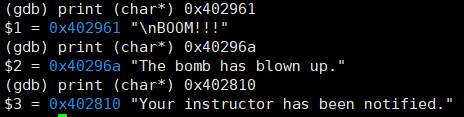 (gdb) print (char*) 0x402961
$1 = 0x402961 "\nBOOM!!!"
(gdb) print (char*) 0x40296a
$2 = 0x40296a "The bomb has blown up."
(gdb) print (char*) 0x402810
$3 = 0x402810 "Your instructor has been notified."